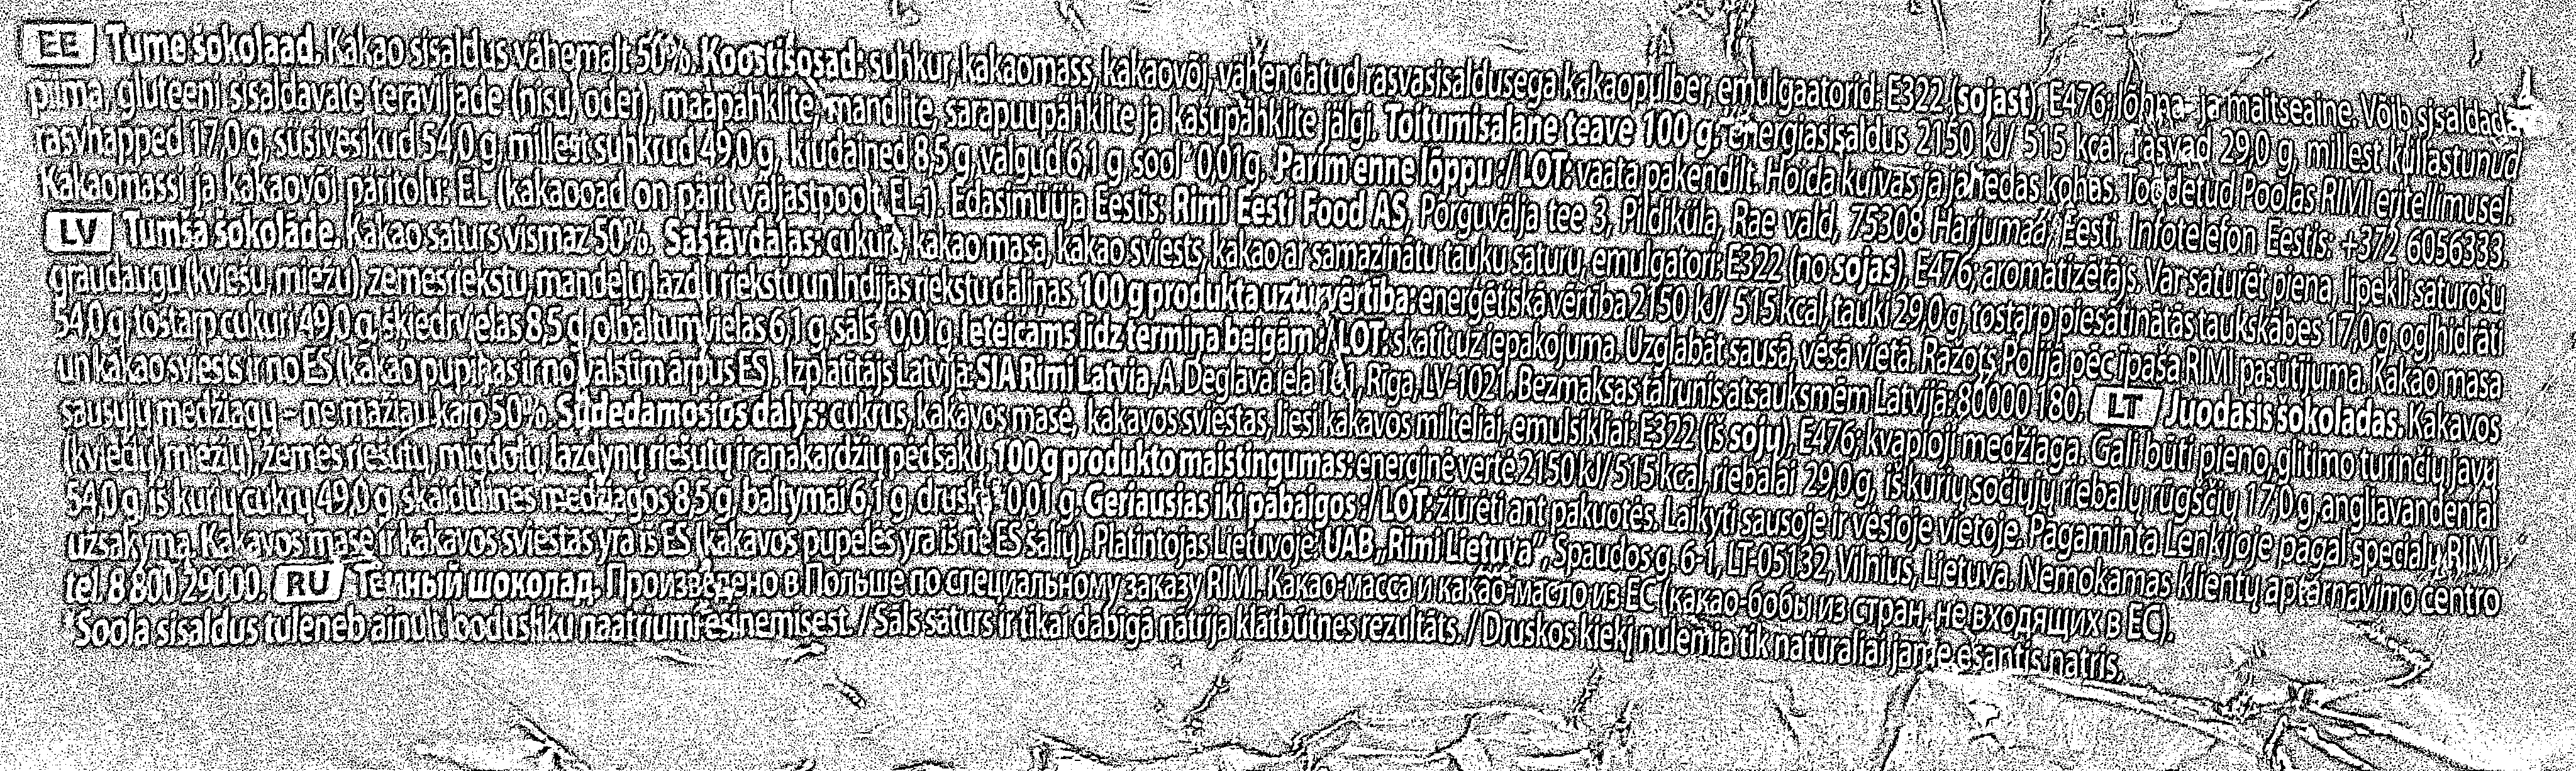 EE Tume šokolaad. Kakao sisaldus vähemalt 50%. Koostisosad: suhkur, kakaomass, kakaovõi, vähendatud rasvasisaldusega kakaopulber, emulgaatorid: E322 (sojast), E476; lõhna- ja maitseaine. Võib sisaldada
piima, gluteeni sisaldavate teraviljade (nisu, oder), maapähklite, mandlite, sarapuupähklite ja kašupähklite jälgi. Toitumisalane teave 100 g: energiasisaldus 2150 kJ/ 515 kcal, rasvad 29,0 g, millest küllastunud
rasvhapped 17,0 g, süsivesikud 54,0 g, millest suhkrud 49,0 g, kiudained 8,5 g, valgud 6,1 g, sool* 0,01g. Parim enne lõppu:/ LOT: vaata pakendilt. Hoida kuivas ja jahedas kohas. Toodetud Poolas RIMI eritellimusel.
Kakaomassi ja kakaovõi päritolu: EL (kakaooad on pärit väljastpoolt EL-i). Edasimüüja Eestis: Rimi Eesti Food AS, Põrguvälja tee 3, Pildiküla, Rae vald, 75308 Harjumaa, Eesti. Infotelefon Eestis: +372 6056333.
LV Tumšā šokolāde. Kakao saturs vismaz 50%. Sastāvdaļas: cukurs, kakao masa, kakao sviests, kakao ar samazinātu tauku saturu, emulgatori: E322 (no sojas), E476; aromatizētājs. Var saturēt piena, lipekli saturošu
graudaugu (kviešu, miežu), zemesriekstu, mandeļu, lazdu riekstu un Indijas riekstu daļiņas. 100 g produkta uzturvērtība: enerģētiskā vērtība 2150 kJ/ 515 kcal, tauki 29,0 g, tostarp piesātinātās taukskābes 17,0 g, ogļhidrāti
54,0 g, tostarp cukuri 49,0 g, šķiedrvielas 8,5 g, olbaltumvielas 6,1 g, sāls* 0,01g. Ieteicams līdz termiņa beigām:/ LOT: skatīt uz iepakojuma. Uzglabāt sausā, vēsā vietā. Ražots Polijā pēc īpaša RIMI pasūtījuma. Kakao masa
un kakao sviests ir no ES (kakao pupiņas ir no valstīm ārpus ES). Izplatītājs Latvijā: SIA Rimi Latvia, A. Deglava iela 161, Rīga, LV-1021. Bezmaksas tālrunis atsauksmēm Latvijā: 80000 180. LT Juodasis šokoladas. Kakavos
sausųjų medžiagų – ne mažiau kaip 50%. Sudedamosios dalys: cukrus, kakavos masė, kakavos sviestas, liesi kakavos milteliai, emulsikliai: E322 (iš sojų), E476; kvapioji medžiaga. Gali būti pieno, glitimo turinčių javų
(kviečių, miežių), žemės riešutų, migdolų, lazdynų riešutų ir anakardžių pėdsakų. 100 g produkto maistingumas: energinė vertė 2150 kJ/ 515 kcal, riebalai 29,0 g, iš kurių sočiųjų riebalų rūgščių 17,0 g, angliavandeniai
54,0 g, iš kurių cukrų 49,0 g, skaidulinės medžiagos 8,5 g, baltymai 6,1 g, druska* 0,01 g. Geriausias iki pabaigos:/ LOT: žiūrėti ant pakuotės. Laikyti sausoje ir vėsioje vietoje. Pagaminta Lenkijoje pagal specialų RIMI
užsakymą. Kakavos masė ir kakavos sviestas yra iš ES (kakavos pupelės yra iš ne ES šalių). Platintojas Lietuvoje: UAB „Rimi Lietuva“, Spaudos g. 6-1, LT-05132, Vilnius, Lietuva. Nemokamas klientų aptarnavimo centro
tel. 8 800 29000. RU Темный шоколад. Произведено в Польше по специальному заказу RIMI. Какао-масса и какао-масло из ЕС (какао-бобы из стран, не входящих в ЕС).
*Soola sisaldus tuleneb ainult loodusliku naatriumi esinemisest. / Sāls saturs ir tikai dabīgā nātrija klātbūtnes rezultāts. / Druskos kiekį nulemia tik natūraliai jame esantis natris.